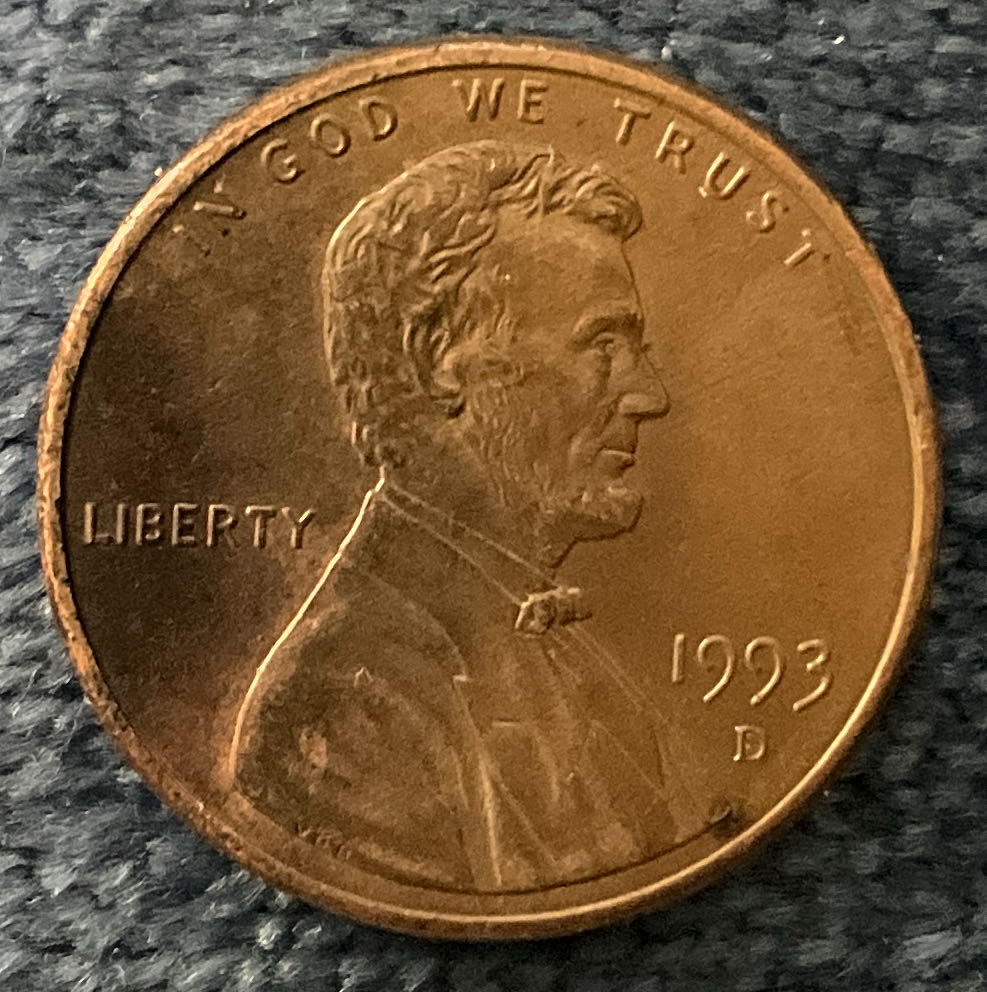 IN GOD WE TRUST
LIBERTY
1993
D